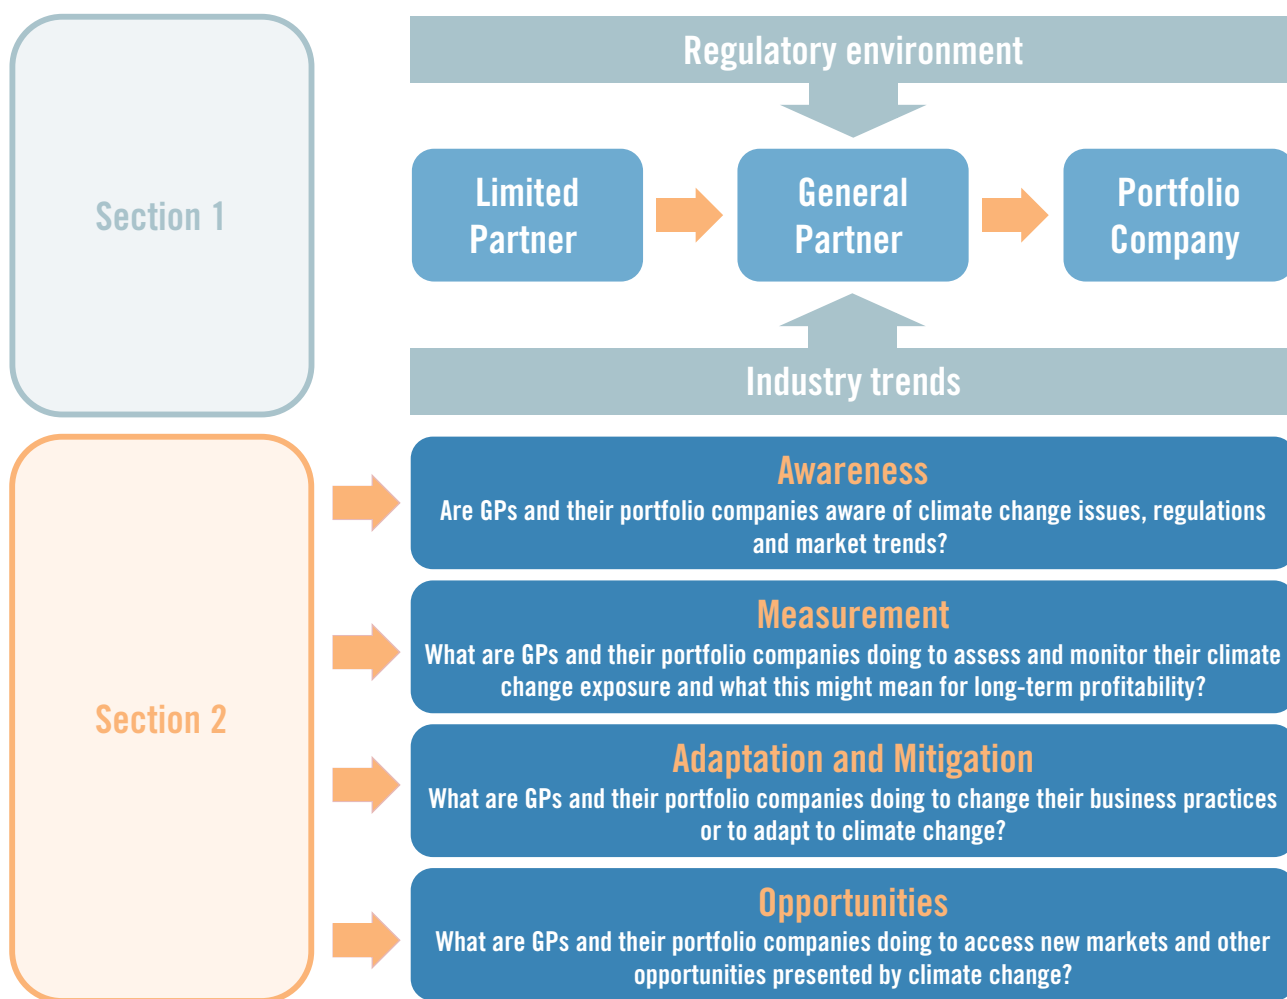 Section 1
Regulatory environment
Limited
Partner
General
Partner
Portfolio
Company
Industry trends
Section 2
Awareness
Are GPs and their portfolio companies aware of climate change issues, regulations
and market trends?
Measurement
What are GPs and their portfolio companies doing to assess and monitor their climate
change exposure and what this might mean for long-term profitability?
Adaptation and Mitigation
What are GPs and their portfolio companies doing to change their business practices
or to adapt to climate change?
Opportunities
What are GPs and their portfolio companies doing to access new markets and other
opportunities presented by climate change?